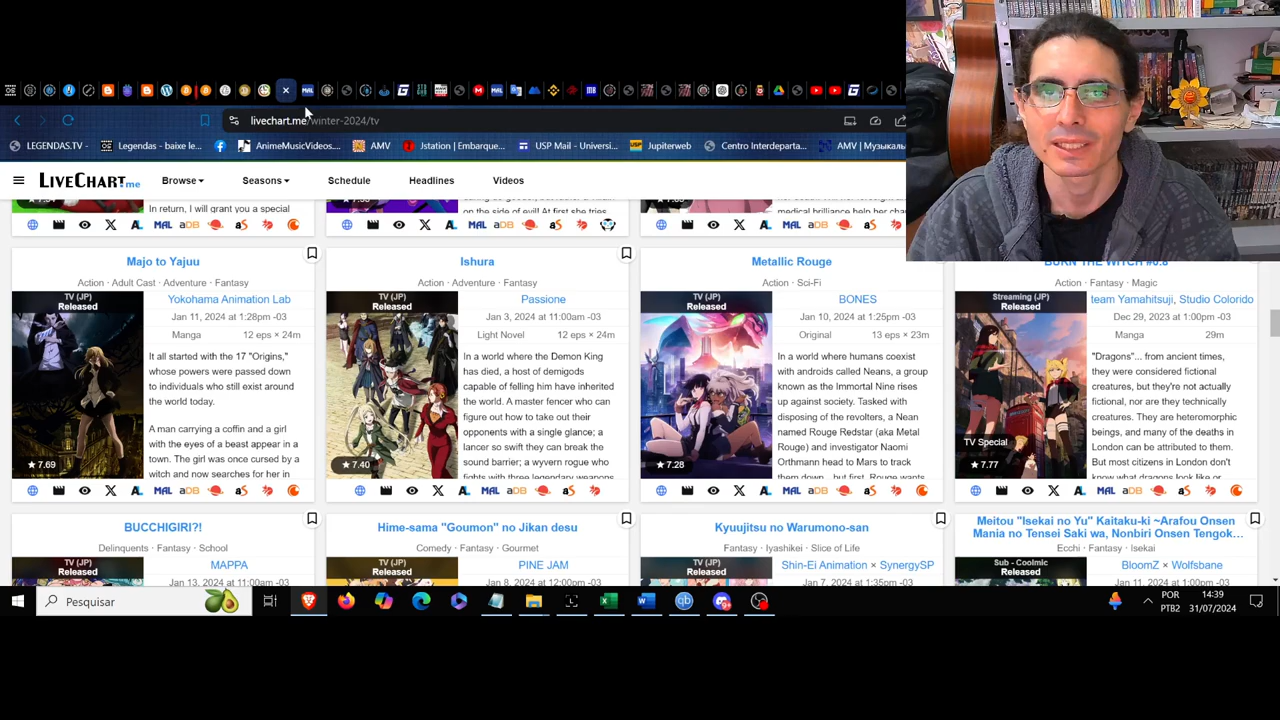 livechart.me/winter-2024/tv
LEGENDAS.TV -
Legendas - baixe le...
AnimeMusicVideos....
AMV
Jstation | Embarque...
USP Mail - Universi...
Jupiterweb
Centro Interdeparta...
AMV | Музыкальн
LIVECHART.me
Browse
Seasons
Schedule
Headlines
Videos
In return, I will grant you a special
on the side of evil! At first she tries
medical brilliance help her char
Majo to Yajuu
Action · Adult Cast · Adventure · Fantasy
TV (JP)
Released
Yokohama Animation Lab
Jan 11, 2024 at 1:28pm -03
Manga
12 eps × 24m
It all started with the 17 "Origins,"
whose powers were passed down
to individuals who still exist around
the world today.
A man carrying a coffin and a girl
with the eyes of a beast appear in a
town. The girl was once cursed by a
witch and now searches for her in
7.69
Ishura
Action · Adventure · Fantasy
TV (JP)
Released
Passione
Jan 3, 2024 at 11:00am -03
Light Novel
12 eps × 24m
In a world where the Demon King
has died, a host of demigods
capable of felling him have inherited
the world. A master fencer who can
figure out how to take out their
opponents with a single glance; a
lancer so swift they can break the
sound barrier; a wyvern rogue who
fights with three legendary weapons
7.40
Metallic Rouge
Action · Sci-Fi
TV (JP)
Released
BONES
Jan 10, 2024 at 1:25pm -03
Original
13 eps × 23m
In a world where humans coexist
with androids called Neans, a group
known as the Immortal Nine rises
up against society. Tasked with
disposing of the revolters, a Nean
named Rouge Redstar (aka Metal
Rouge) and investigator Naomi
Orthmann head to Mars to track
them down... but first, Rouge wants
7.28
BURN THE WITCH #0.8
Action · Fantasy · Magic
Streaming (JP)
Released
team Yamahitsuji, Studio Colorido
Dec 29, 2023 at 1:00pm -03
Manga
29m
"Dragons"... from ancient times,
they were considered fictional
creatures, but they're not actually
fictional, nor are they technically
creatures. They are heteromorphic
beings, and many of the deaths in
London can be attributed to them.
But most citizens in London don't
know what dragons look like or
TV Special
7.77
BUCCHIGIRI?!
Delinquents · Fantasy · School
TV (JP)
Released
MAPPA
Jan 13, 2024 at 11:00am -03
Hime-sama "Goumon" no Jikan desu
Comedy · Fantasy · Gourmet
TV (JP)
Released
PINE JAM
Jan 8, 2024 at 12:00pm -03
Kyuujitsu no Warumono-san
Fantasy · Iyashikei · Slice of Life
TV (JP)
Released
Shin-Ei Animation × SynergySP
Jan 7, 2024 at 1:35pm -03
Meitou "Isekai no Yu" Kaitaku-ki ~Arafou Onsen
Mania no Tensei Saki wa, Nonbiri Onsen Tengok...
Ecchi · Fantasy · Isekai
Sub - Coolmic
Released
BloomZ × Wolfsbane
Jan 11, 2024 at 1:00pm -03
Pesquisar
POR
PTB2
14:39
31/07/2024